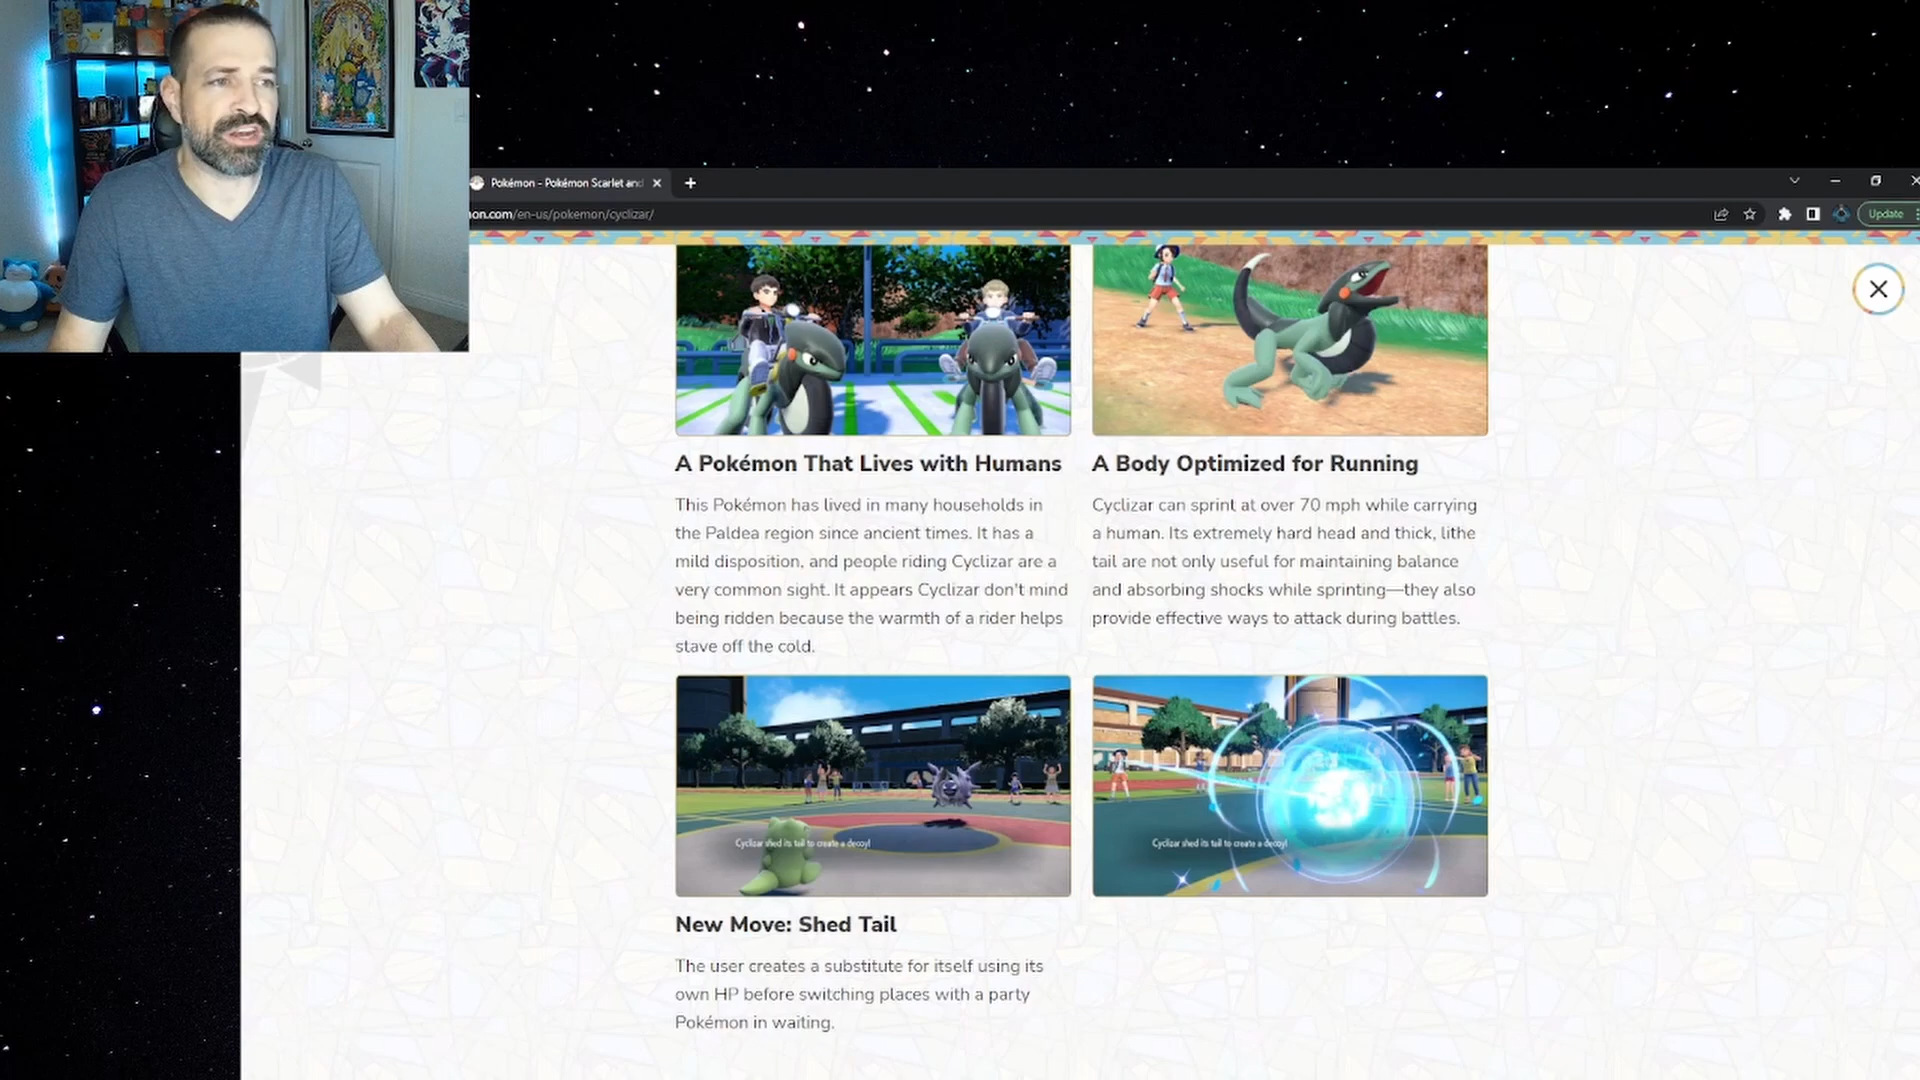 Pokémon - Pokémon Scarlet and
on.com/en-us/pokemon/cyclizar/
Update
A Pokémon That Lives with Humans
This Pokémon has lived in many households in
the Paldea region since ancient times. It has a
mild disposition, and people riding Cyclizar are a
very common sight. It appears Cyclizar don't mind
being ridden because the warmth of a rider helps
stave off the cold.
A Body Optimized for Running
Cyclizar can sprint at over 70 mph while carrying
a human. Its extremely hard head and thick, lithe
tail are not only useful for maintaining balance
and absorbing shocks while sprinting—they also
provide effective ways to attack during battles.
Cyclizar shed its tail to create a decoy!
Cyclizar shed its tail to create a decoy!
New Move: Shed Tail
The user creates a substitute for itself using its
own HP before switching places with a party
Pokémon in waiting.